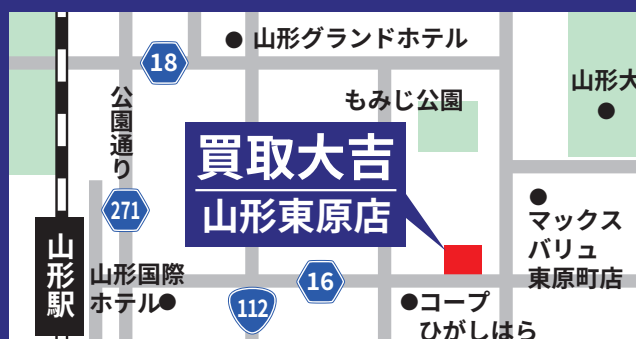 山形グランドホテル
18
公園通り
もみじ公園
山形大
買取大吉
山形東原店
271
マックス
バリュ
東原町店
山形駅
山形国際
ホテル
16
112
コープ
ひがしはら